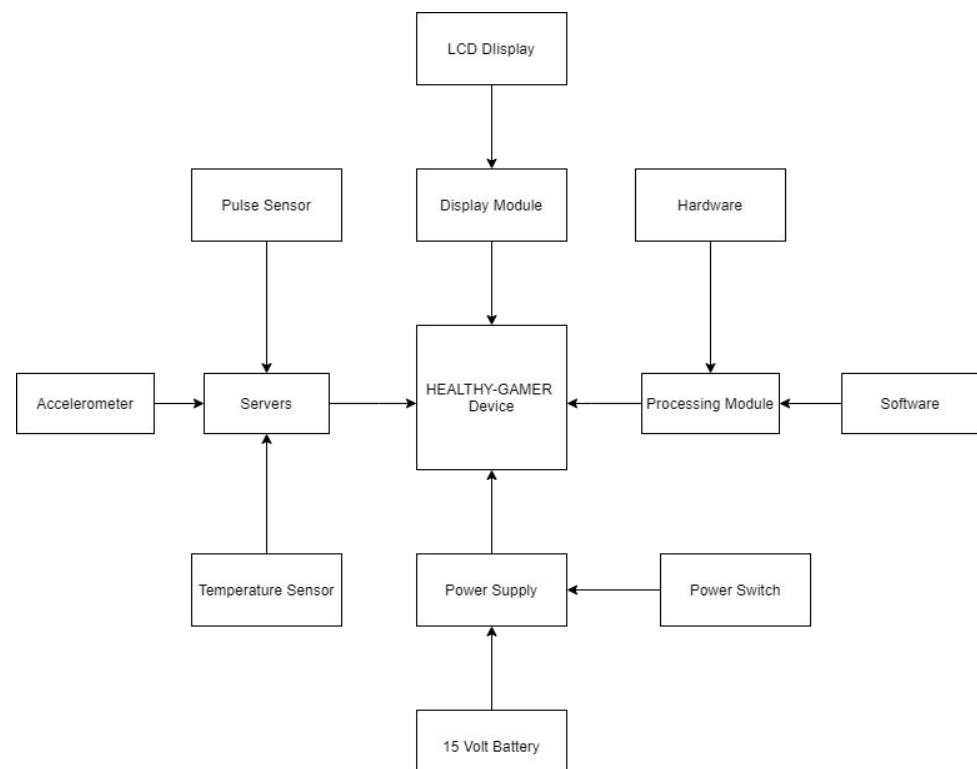 LCD DIisplay
Pulse Sensor
Display Module
Hardware
Accelerometer
Servers
HEALTHY-GAMER
Device
Processing Module
Software
Temperature Sensor
Power Supply
Power Switch
15 Volt Battery